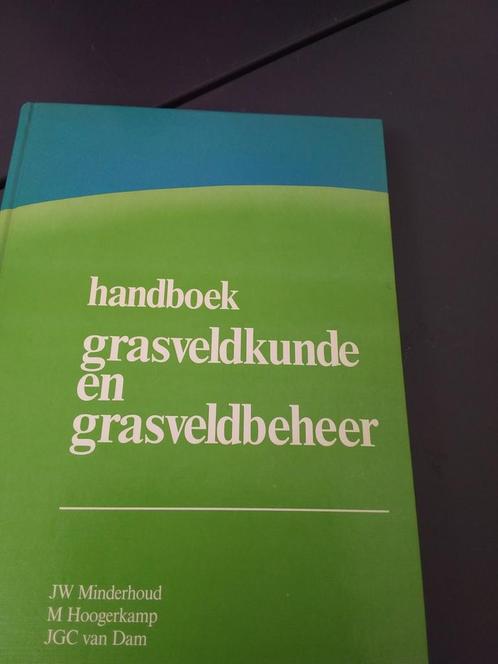 handboek
grasveldkunde
en
grasveldbeheer
JW Minderhoud
M Hoogerkamp
JGC van Dam